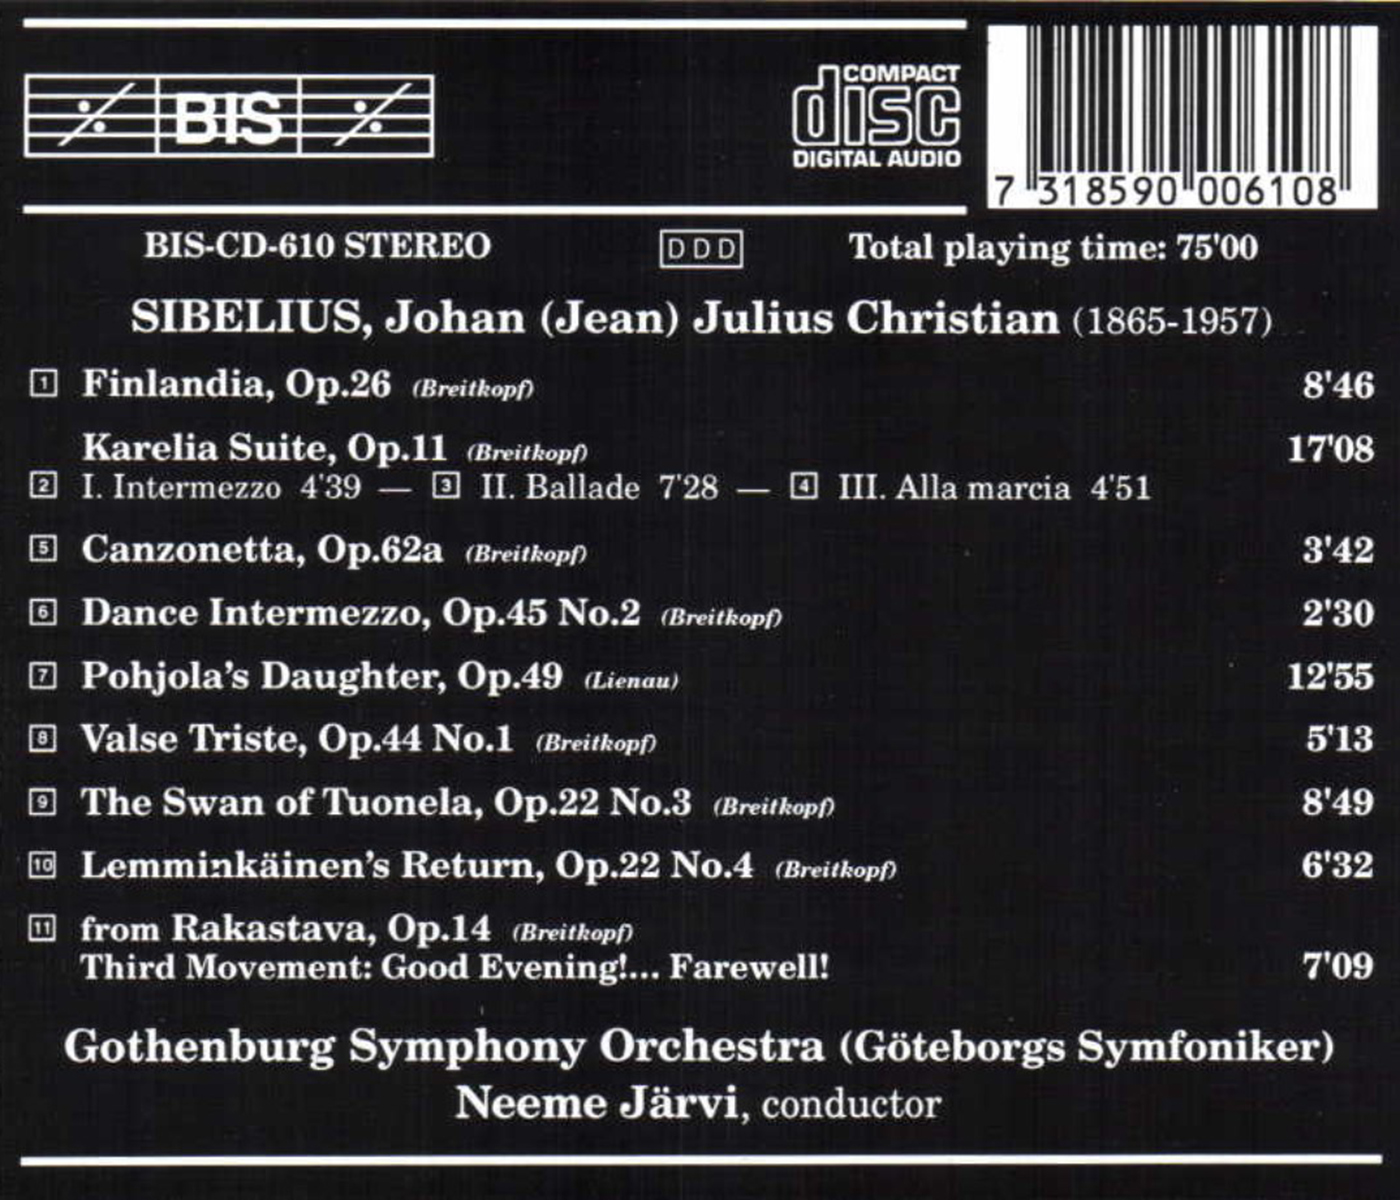 BIS
COMPACT
disc
DIGITAL AUDIO
7 318590 006108
BIS-CD-610 STEREO DDD Total playing time: 75'00
SIBELIUS, Johan (Jean) Julius Christian (1865-1957)
1 Finlandia, Op.26 (Breitkopf) 8'46
Karelia Suite, Op.11 (Breitkopf) 17'08
2 I. Intermezzo 4'39 — 3 II. Ballade 7'28 — 4 III. Alla marcia 4'51
5 Canzonetta, Op.62a (Breitkopf) 3'42
6 Dance Intermezzo, Op.45 No.2 (Breitkopf) 2'30
7 Pohjola's Daughter, Op.49 (Lienau) 12'55
8 Valse Triste, Op.44 No.1 (Breitkopf) 5'13
9 The Swan of Tuonela, Op.22 No.3 (Breitkopf) 8'49
10 Lemminkäinen's Return, Op.22 No.4 (Breitkopf) 6'32
11 from Rakastava, Op.14 (Breitkopf)
Third Movement: Good Evening!... Farewell! 7'09
Gothenburg Symphony Orchestra (Göteborgs Symfoniker)
Neeme Järvi, conductor